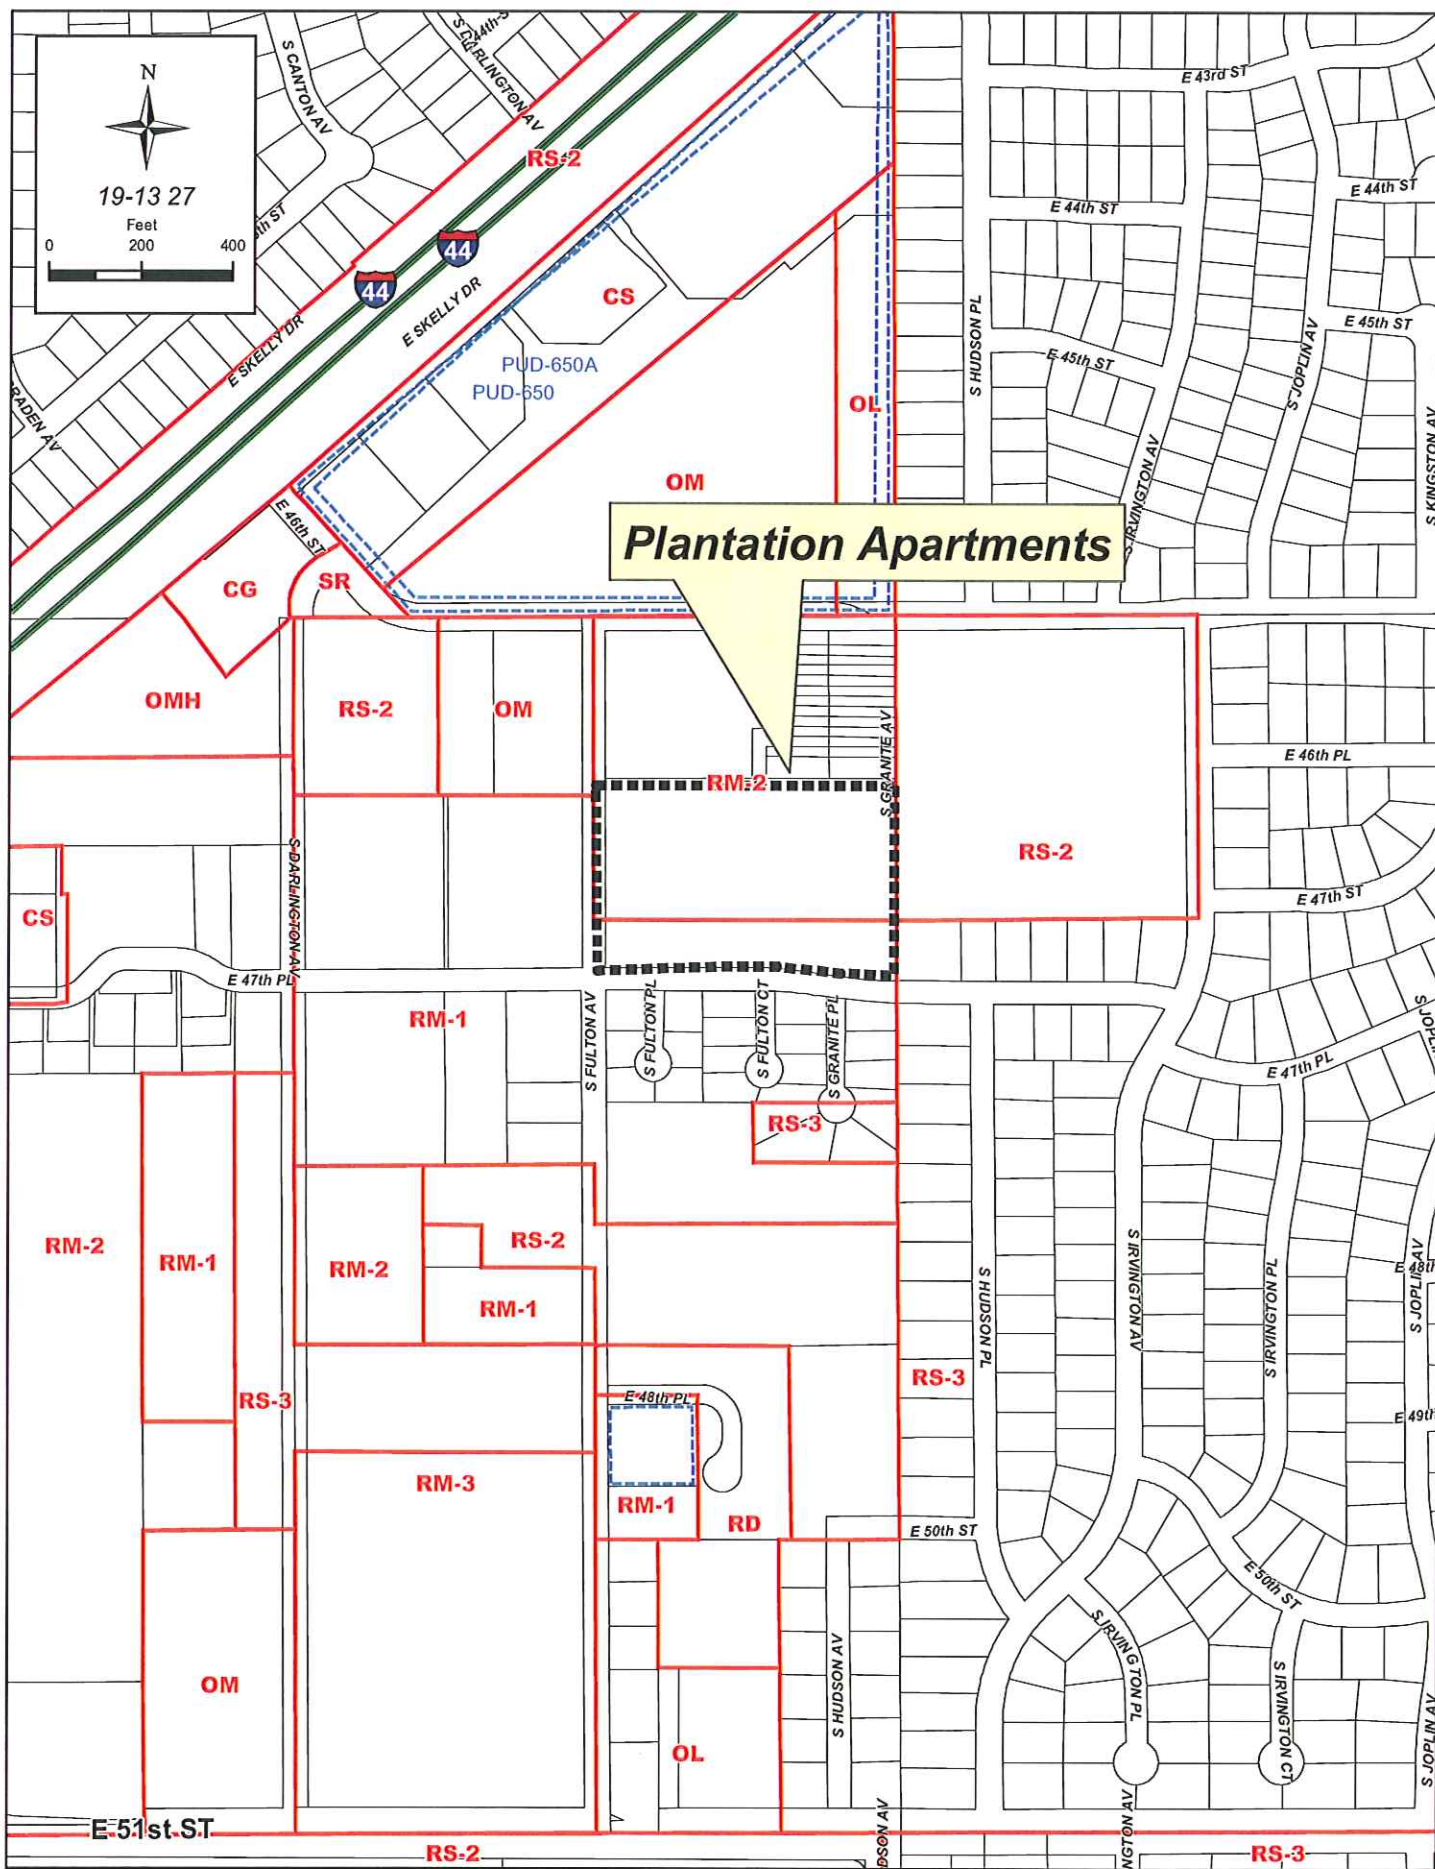 N
19-13 27
Feet
0 200 400
S CANTON AV
S DARLINGTON AV
RS-2
44
44
E SKELLY DR
E SKELLY DR
CS
PUD-650A
PUD-650
OL
OM
E 43rd ST
E 44th ST
E 44th ST
E 45th ST
E 45th ST
S HUDSON PL
S JOPLIN AV
S IRVINGTON AV
S KINGSTON AV
Plantation Apartments
E 46th ST
CG
SR
OMH
RS-2
OM
RM-2
S GRANITE AV
RS-2
E 46th PL
E 47th ST
CS
S DARLINGTON AV
E 47th PL
RM-1
S FULTON AV
S FULTON PL
S FULTON CT
S GRANITE PL
RS-3
E 47th PL
RM-2
RM-1
RM-2
RS-2
RM-1
RS-3
RS-3
S HUDSON PL
S IRVINGTON AV
S IRVINGTON PL
S JOPLIN AV
E 48th PL
RM-3
RM-1
RD
E 50th ST
E 50th ST
S IRVINGTON PL
S IRVINGTON CT
S HUDSON AV
S JOPLIN AV
OM
OL
E 51st ST
RS-2
RS-3